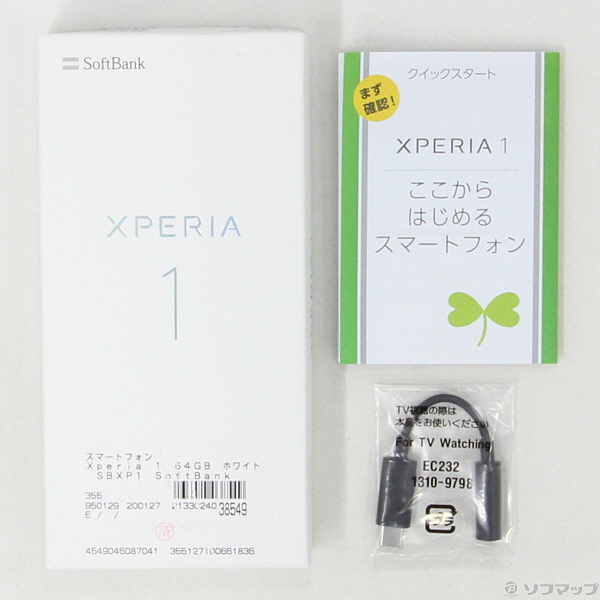 SoftBank
XPERIA
1
スマートフォン
Xperia 1 64GB ホワイト
SBXP1 SoftBank
355
950129 200127 2133024038549
E / /
済
4549046087041 355127100661836
クイックスタート
まず
確認!
XPERIA 1
ここから
はじめる
スマートフォン
TV視聴の際は
本品をお使いください
For TV Watching
EC232
1310-9798
ソフマップ